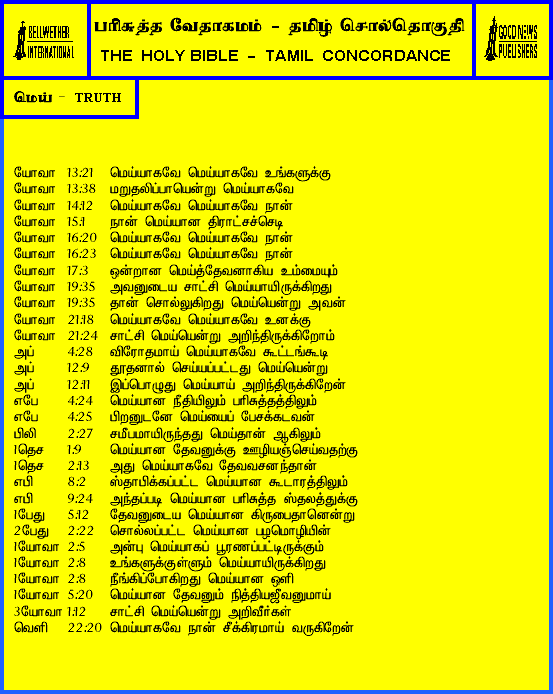 BELLWETHER
INTERNATIONAL
பரிசுத்த வேதாகமம் - தமிழ் சொல்தொகுதி
THE HOLY BIBLE - TAMIL CONCORDANCE
GOOD NEWS
PUBLISHERS
மெய் - TRUTH
யோவா 13:21 மெய்யாகவே மெய்யாகவே உங்களுக்கு
யோவா 13:38 மறுதலிப்பாயென்று மெய்யாகவே
யோவா 14:12 மெய்யாகவே மெய்யாகவே நான்
யோவா 15:1 நான் மெய்யான திராட்சச்செடி
யோவா 16:20 மெய்யாகவே மெய்யாகவே நான்
யோவா 16:23 மெய்யாகவே மெய்யாகவே நான்
யோவா 17:3 ஒன்றான மெய்த்தேவனாகிய உம்மையும்
யோவா 19:35 அவனுடைய சாட்சி மெய்யாயிருக்கிறது
யோவா 19:35 தான் சொல்லுகிறது மெய்யென்று அவன்
யோவா 21:18 மெய்யாகவே மெய்யாகவே உனக்கு
யோவா 21:24 சாட்சி மெய்யென்று அறிந்திருக்கிறோம்
அப் 4:28 விரோதமாய் மெய்யாகவே கூட்டங்கூடி
அப் 12:9 தூதனால் செய்யப்பட்டது மெய்யென்று
அப் 12:11 இப்பொழுது மெய்யாய் அறிந்திருக்கிறேன்
எபே 4:24 மெய்யான நீதியிலும் பரிசுத்தத்திலும்
எபே 4:25 பிறனுடனே மெய்யைப் பேசக்கடவன்
பிலி 2:27 சமீபமாயிருந்தது மெய்தான் ஆகிலும்
1தெச 1:9 மெய்யான தேவனுக்கு ஊழியஞ்செய்வதற்கு
1தெச 2:13 அது மெய்யாகவே தேவவசனந்தான்
எபி 8:2 ஸ்தாபிக்கப்பட்ட மெய்யான கூடாரத்திலும்
எபி 9:24 அந்தப்படி மெய்யான பரிசுத்த ஸ்தலத்துக்கு
1பேது 5:12 தேவனுடைய மெய்யான கிருபைதானென்று
2பேது 2:22 சொல்லப்பட்ட மெய்யான பழமொழியின்
1யோவா 2:5 அன்பு மெய்யாகப் பூரணப்பட்டிருக்கும்
1யோவா 2:8 உங்களுக்குள்ளும் மெய்யாயிருக்கிறது
1யோவா 2:8 நீங்கிப்போகிறது மெய்யான ஒளி
1யோவா 5:20 மெய்யான தேவனும் நித்தியஜீவனுமாய்
3யோவா 1:12 சாட்சி மெய்யென்று அறிவீர்கள்
வெளி 22:20 மெய்யாகவே நான் சீக்கிரமாய் வருகிறேன்